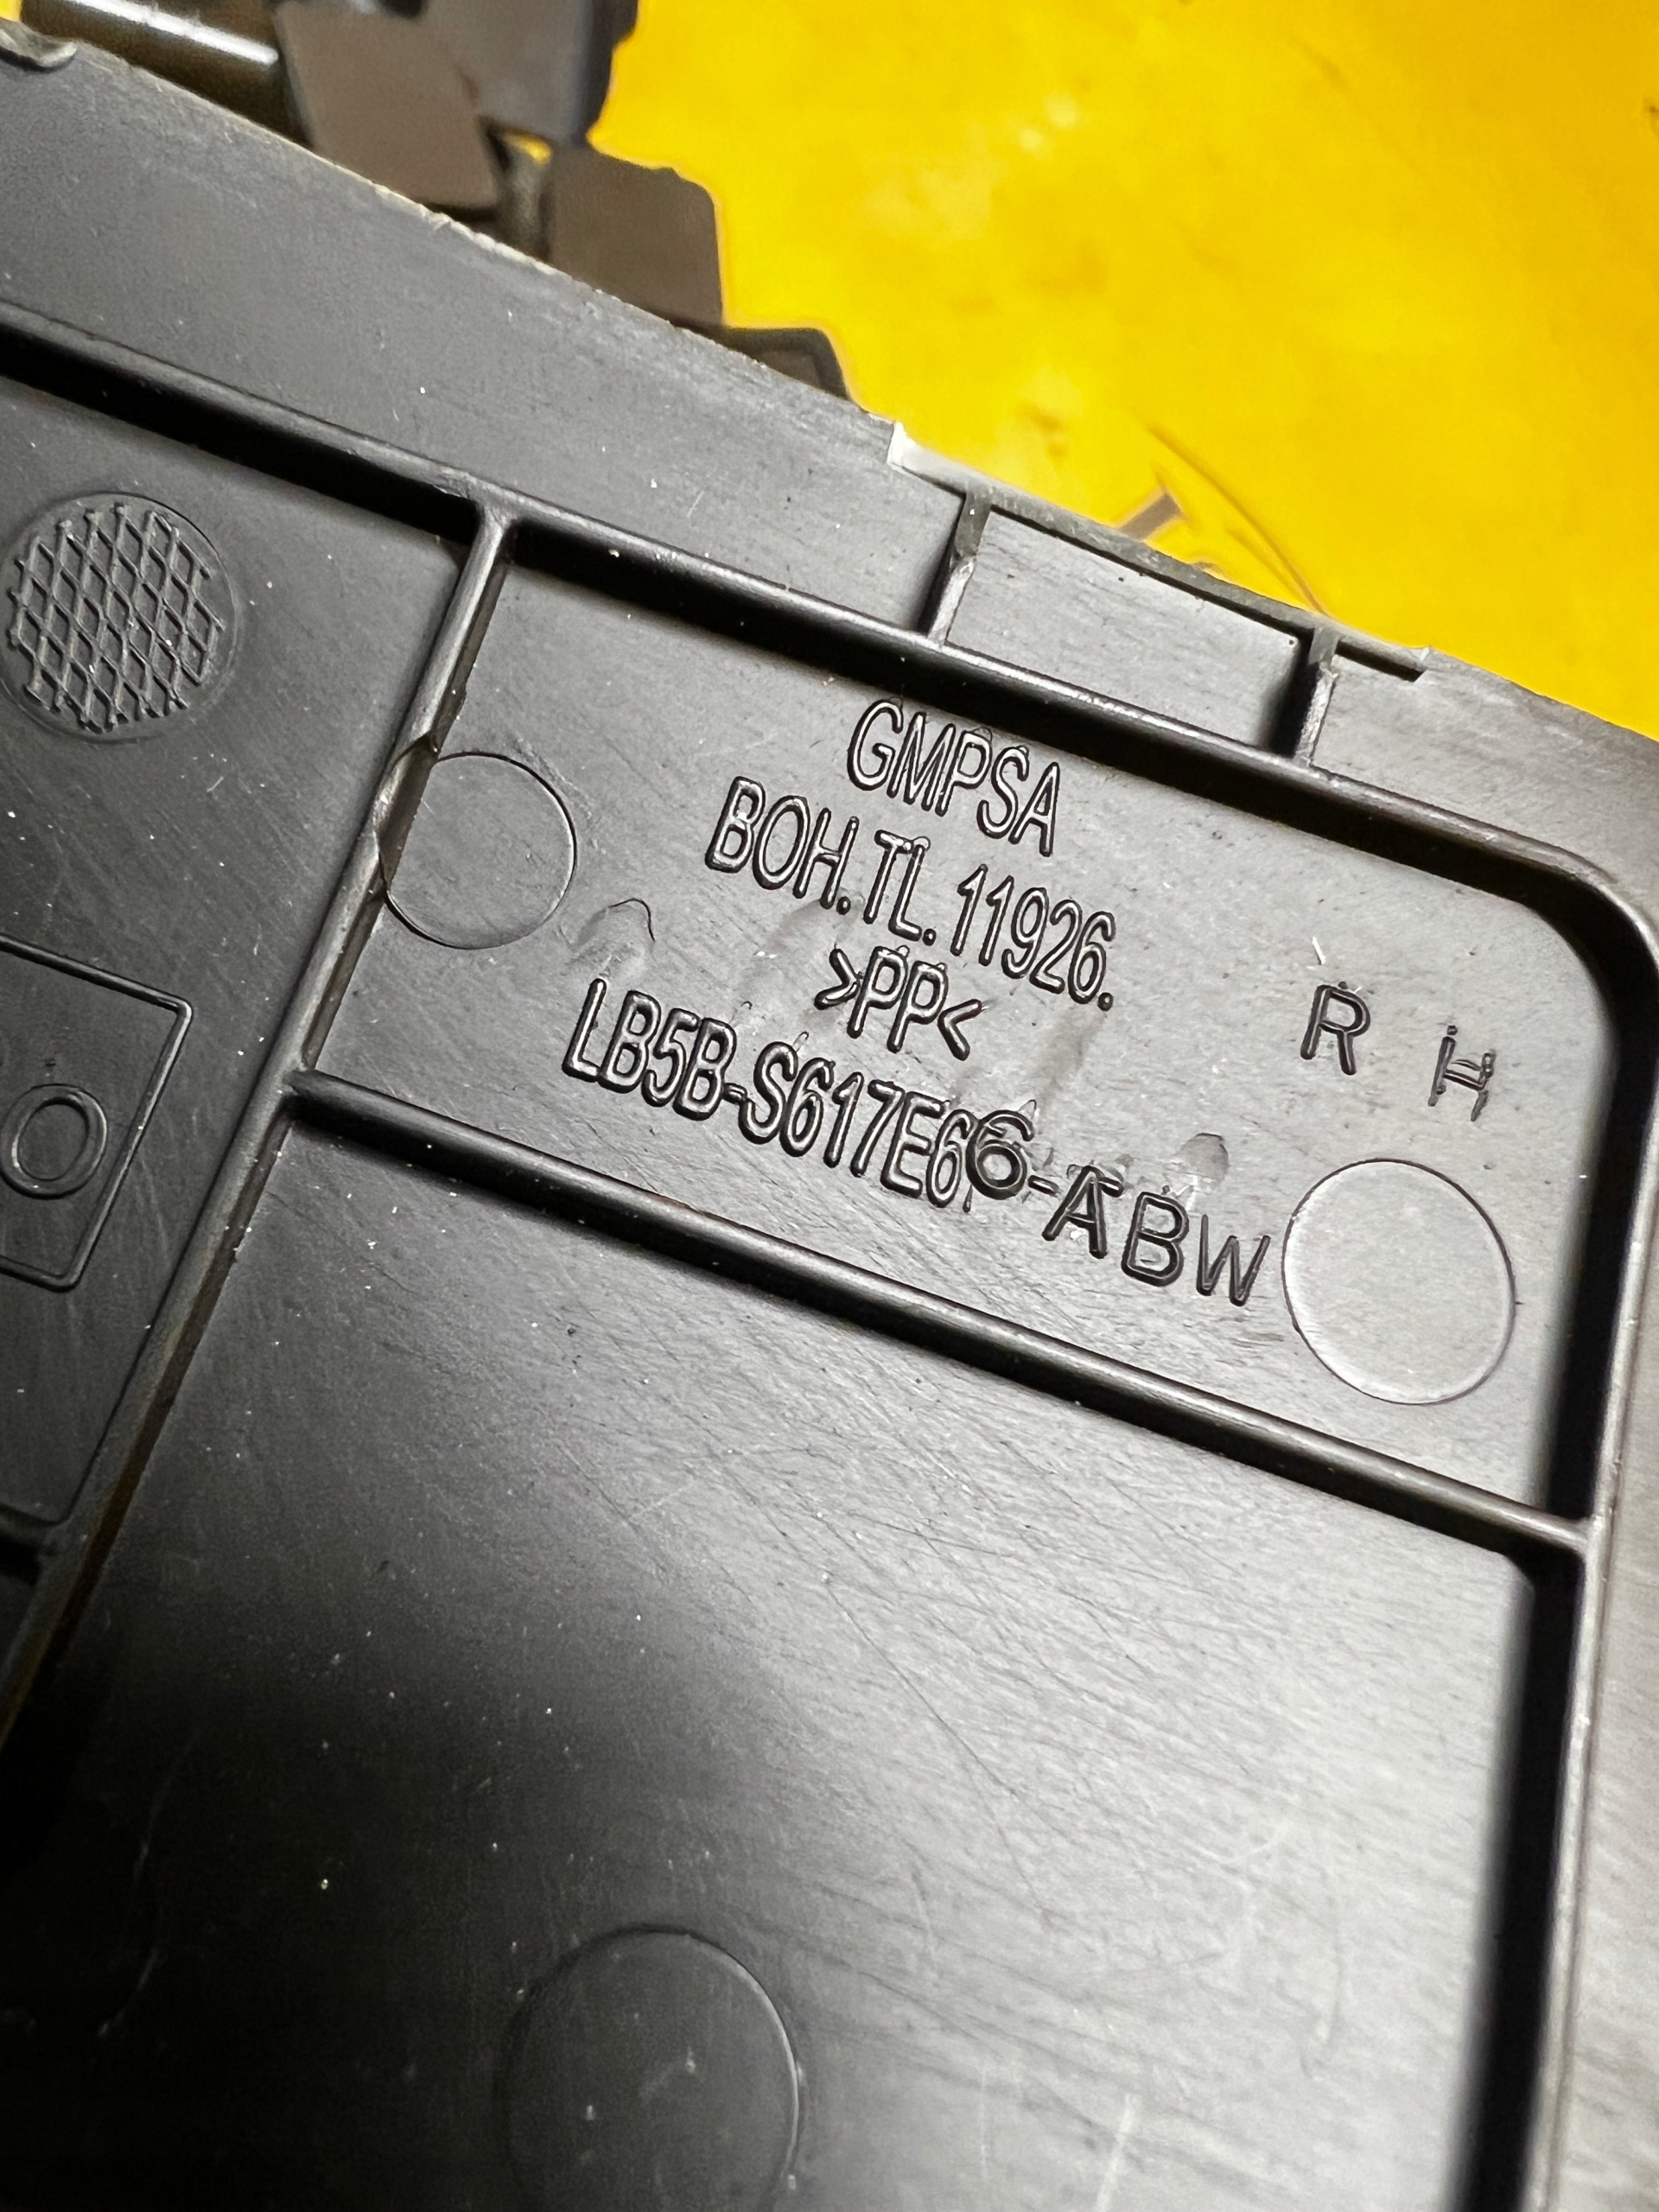 GMPSA
BOH.TL.11926.
>PP<
R H
LB5B-S617E66-ABW
O